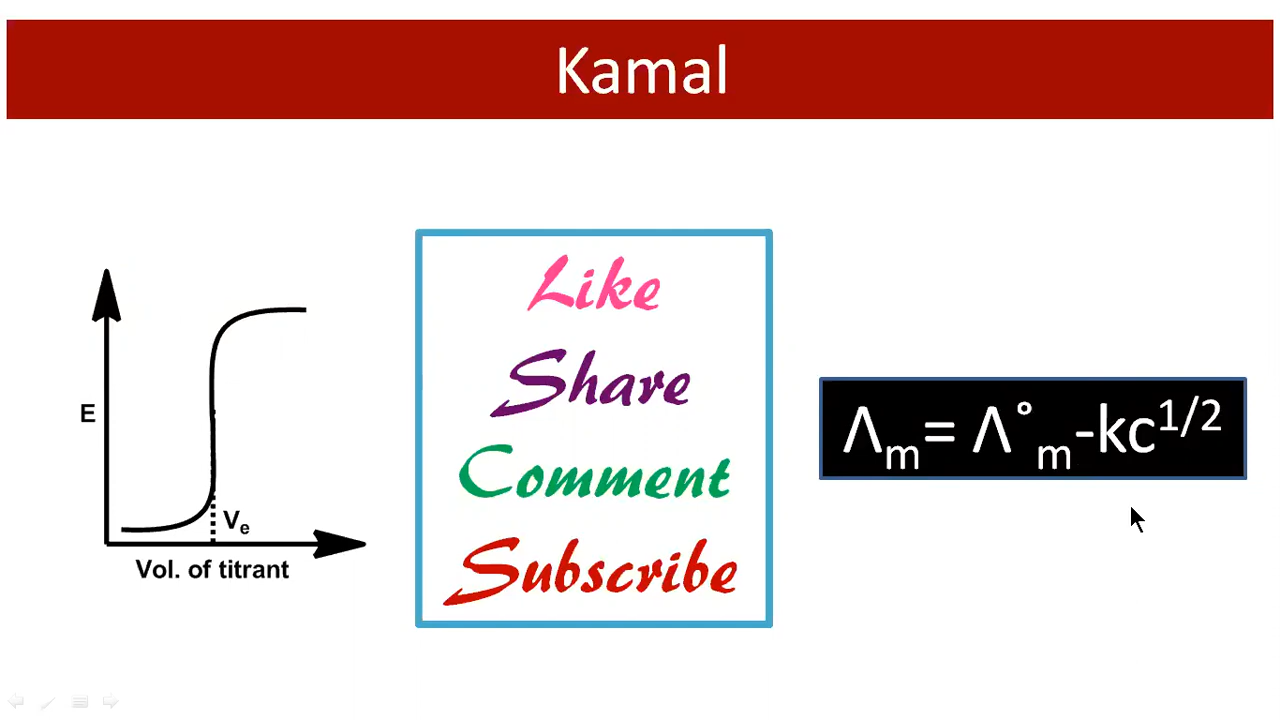 Kamal
E
Vₑ
Vol. of titrant
Like
Share
Comment
Subscribe
Λₘ= Λ°ₘ-kc¹/²